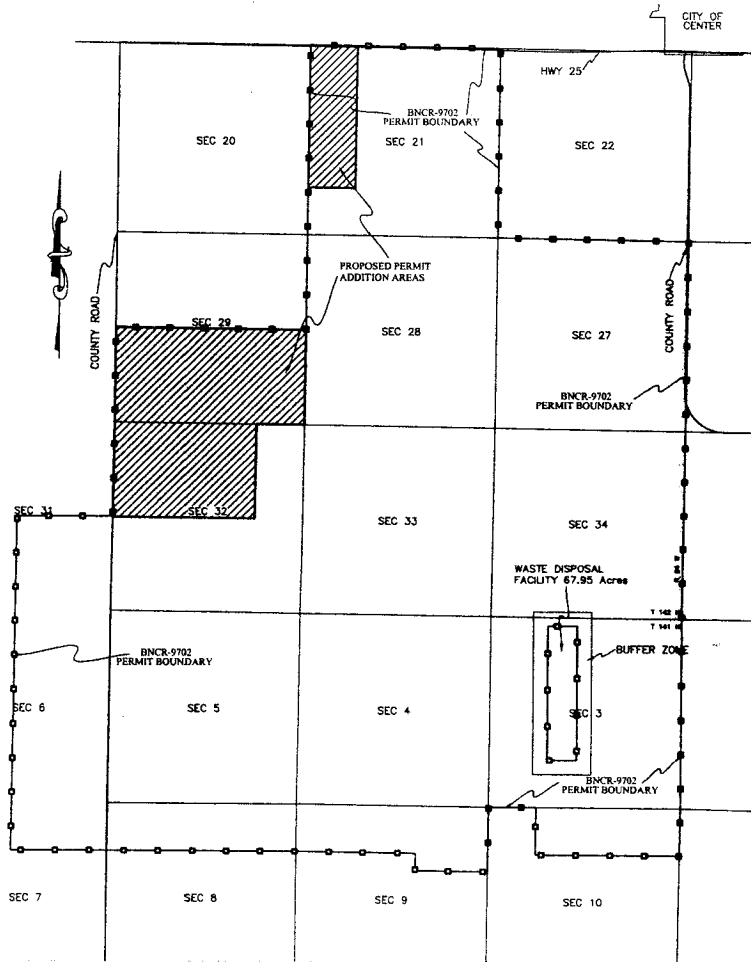 CITY OF
CENTER
HWY 25
BNCR-9702
PERMIT BOUNDARY
SEC 20
SEC 21
SEC 22
PROPOSED PERMIT
ADDITION AREAS
COUNTY ROAD
COUNTY ROAD
SEC 29
SEC 28
SEC 27
BNCR-9702
PERMIT BOUNDARY
SEC 31
SEC 32
SEC 33
SEC 34
WASTE DISPOSAL
FACILITY 67.95 Acres
T 142 N
T 141 N
BNCR-9702
PERMIT BOUNDARY
BUFFER ZONE
SEC 6
SEC 5
SEC 4
SEC 3
BNCR-9702
PERMIT BOUNDARY
SEC 7
SEC 8
SEC 9
SEC 10